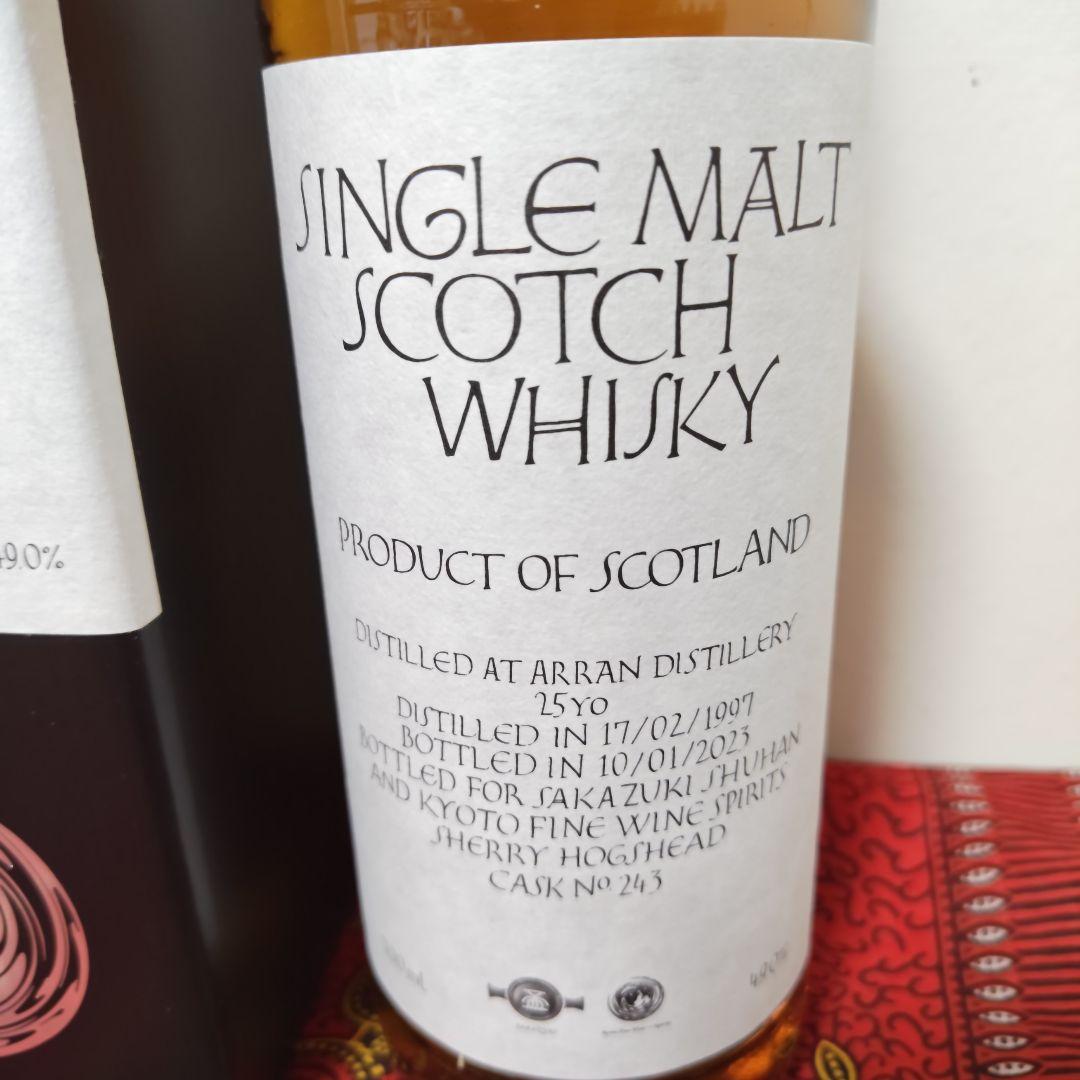 SINGLE MALT
SCOTCH
WHISKY
PRODUCT OF SCOTLAND
DISTILLED AT ARRAN DISTILLERY
25YO
DISTILLED IN 17/02/1997
BOTTLED IN 10/01/2023
BOTTLED FOR SAKAZUKI SHUHAN
AND KYOTO FINE WINE SPIRITS
SHERRY HOGSHEAD
CASK Nº. 243
49.0%
49.0%